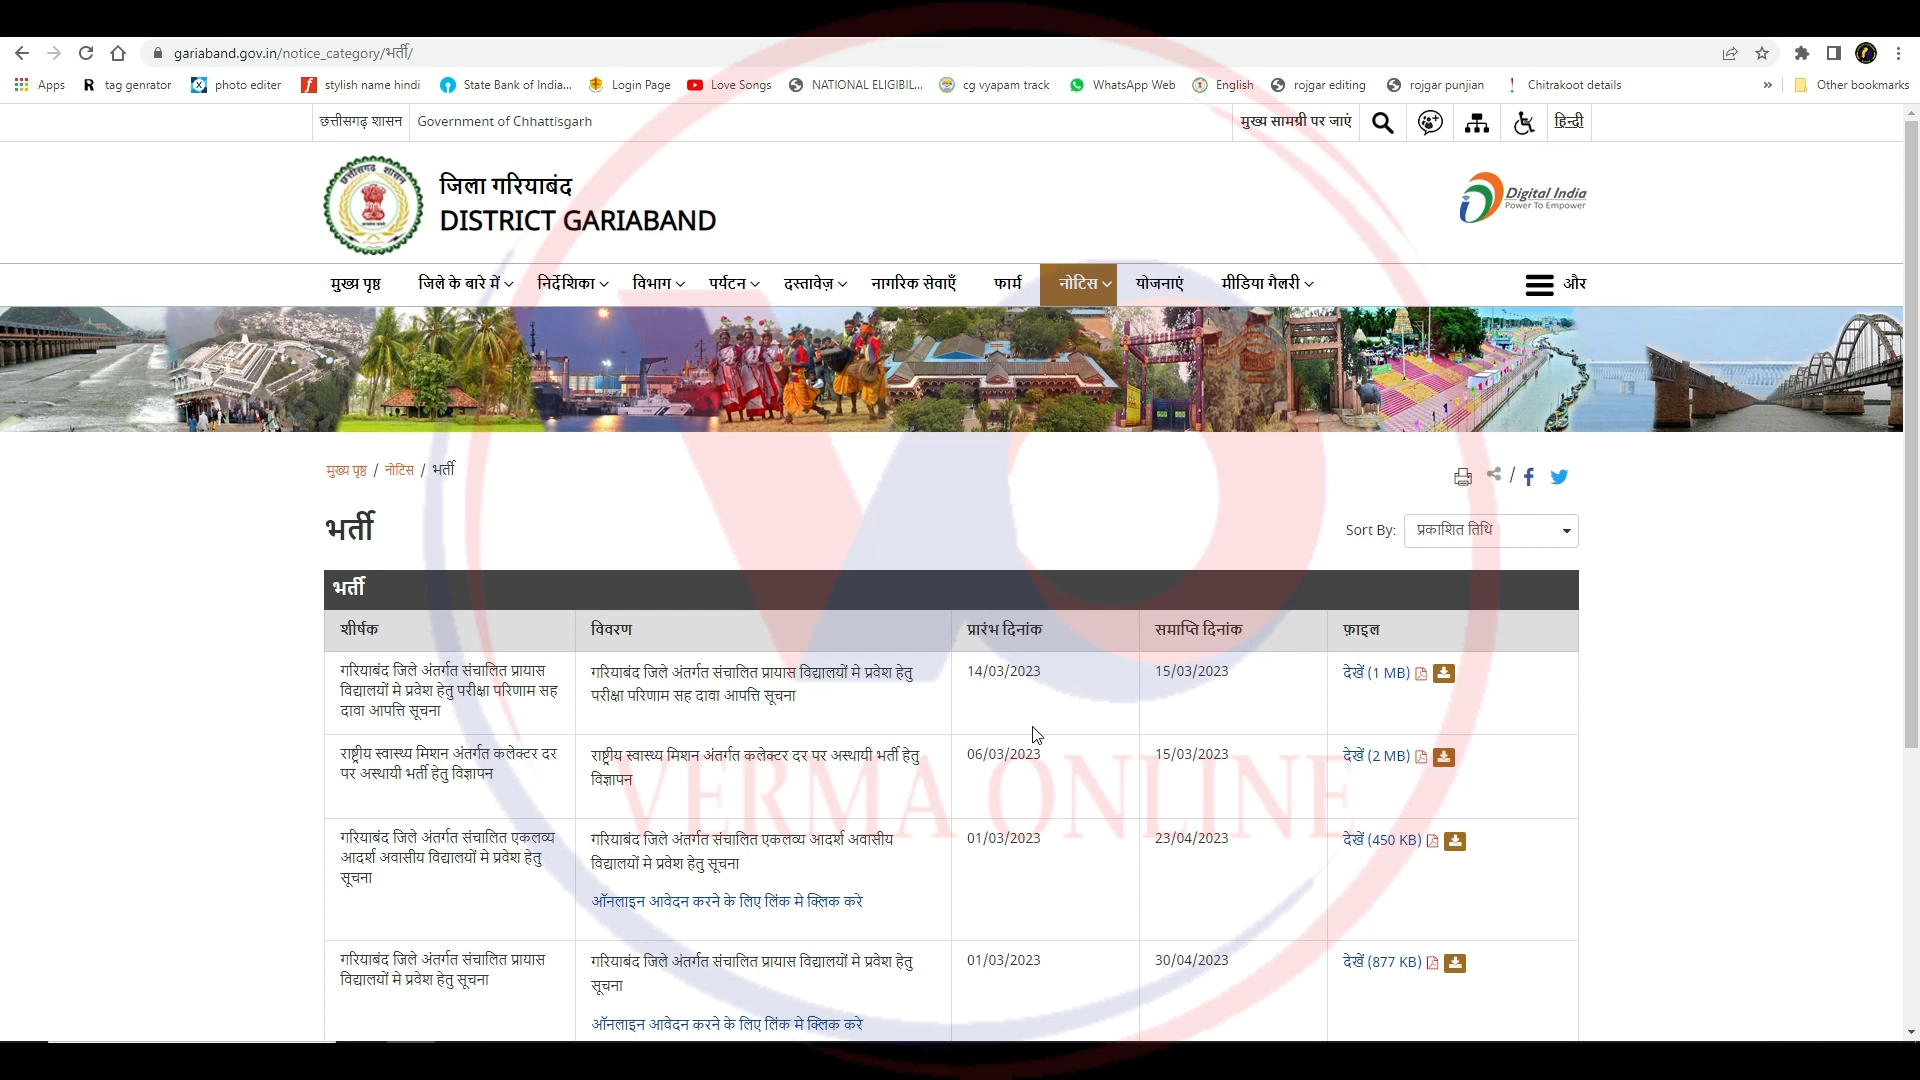 gariaband.gov.in/notice_category/भर्ती/
Apps tag genrator photo editer stylish name hindi State Bank of India... Login Page Love Songs NATIONAL ELIGIBIL... cg vyapam track WhatsApp Web English rojgar editing rojgar punjian Chitrakoot details » Other bookmarks
छत्तीसगढ़ शासन Government of Chhattisgarh मुख्य सामग्री पर जाएं हिन्दी
जिला गरियाबंद
DISTRICT GARIABAND
Digital India
Power To Empower
मुख्य पृष्ठ जिले के बारे में निर्देशिका विभाग पर्यटन दस्तावेज़ नागरिक सेवाएँ फार्म नोटिस योजनाएं मीडिया गैलरी और
मुख्य पृष्ठ / नोटिस / भर्ती
भर्ती
Sort By: प्रकाशित तिथि
भर्ती
शीर्षक विवरण प्रारंभ दिनांक समाप्ति दिनांक फ़ाइल
गरियाबंद जिले अंतर्गत संचालित प्रायास
विद्यालयों मे प्रवेश हेतु परीक्षा परिणाम सह
दावा आपत्ति सूचना
गरियाबंद जिले अंतर्गत संचालित प्रायास विद्यालयों मे प्रवेश हेतु
परीक्षा परिणाम सह दावा आपत्ति सूचना
14/03/2023 15/03/2023 देखें (1 MB)
राष्ट्रीय स्वास्थ्य मिशन अंतर्गत कलेक्टर दर
पर अस्थायी भर्ती हेतु विज्ञापन
राष्ट्रीय स्वास्थ्य मिशन अंतर्गत कलेक्टर दर पर अस्थायी भर्ती हेतु
विज्ञापन
06/03/2023 15/03/2023 देखें (2 MB)
गरियाबंद जिले अंतर्गत संचालित एकलव्य
आदर्श अवासीय विद्यालयों मे प्रवेश हेतु
सूचना
गरियाबंद जिले अंतर्गत संचालित एकलव्य आदर्श अवासीय
विद्यालयों मे प्रवेश हेतु सूचना
ऑनलाइन आवेदन करने के लिए लिंक मे क्लिक करे
01/03/2023 23/04/2023 देखें (450 KB)
गरियाबंद जिले अंतर्गत संचालित प्रायास
विद्यालयों मे प्रवेश हेतु सूचना
गरियाबंद जिले अंतर्गत संचालित प्रायास विद्यालयों मे प्रवेश हेतु
सूचना
ऑनलाइन आवेदन करने के लिए लिंक मे क्लिक करे
01/03/2023 30/04/2023 देखें (877 KB)
VO
VERMA ONLINE